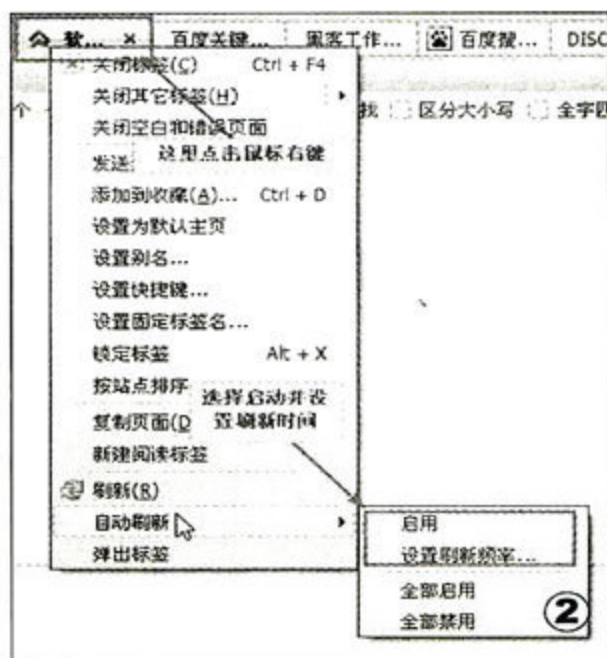 软... × 百度关键... 黑客工作... 百度搜... DISC
关闭标签(C) Ctrl + F4
个
关闭其它标签(H)
找 区分大小写 全字匹
关闭空白和错误页面
发送
这里点击鼠标右键
添加到收藏(A)... Ctrl + D
设置为默认主页
设置别名...
设置快捷键...
设置固定标签名...
锁定标签 Alt + X
按站点排序
选择启动并设
置刷新时间
复制页面(D
新建阅读标签
刷新(R)
自动刷新
弹出标签
启用
设置刷新频率...
全部启用
全部禁用
②